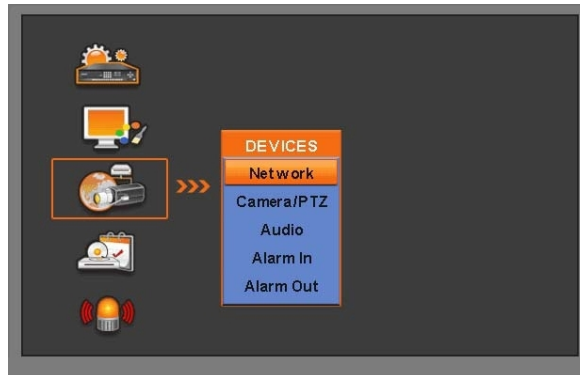 DEVICES
Network
Camera/PTZ
Audio
Alarm In
Alarm Out